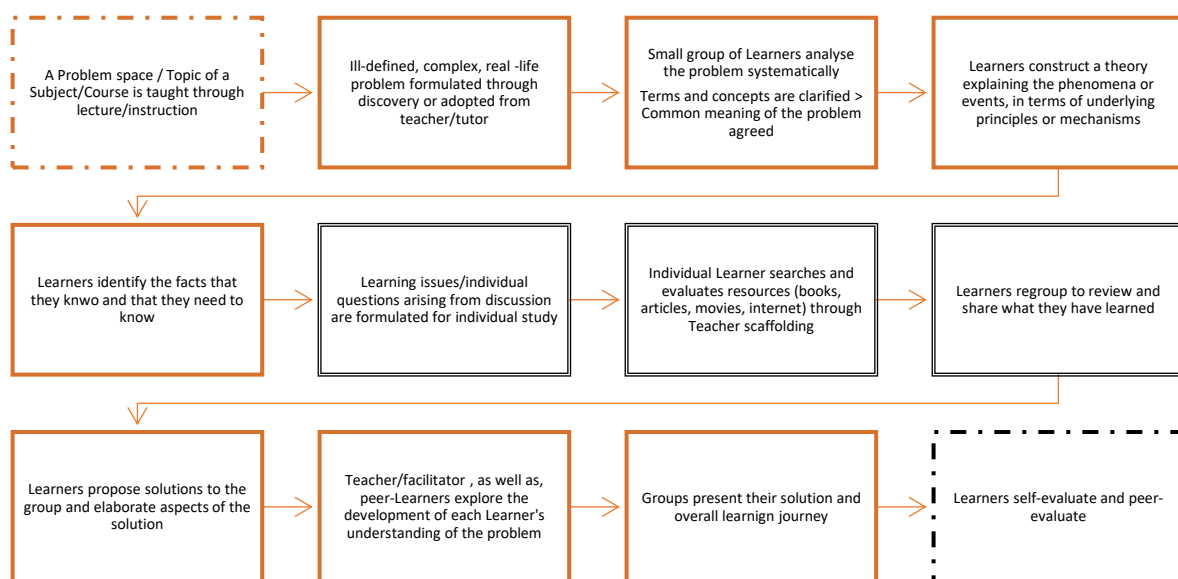 A Problem space / Topic of a
Subject/Course is taught through
lecture/instruction
Ill-defined, complex, real -life
problem formulated through
discovery or adopted from
teacher/tutor
Small group of Learners analyse
the problem systematically
Terms and concepts are clarified >
Common meaning of the problem
agreed
Learners construct a theory
explaining the phenomena or
events, in terms of underlying
principles or mechanisms
Learners identify the facts that
they knwo and that they need to
know
Learning issues/individual
questions arising from discussion
are formulated for individual study
Individual Learner searches and
evaluates resources (books,
articles, movies, internet) through
Teacher scaffolding
Learners regroup to review and
share what they have learned
Learners propose solutions to the
group and elaborate aspects of the
solution
Teacher/facilitator , as well as,
peer-Learners explore the
development of each Learner's
understanding of the problem
Groups present their solution and
overall learnign journey
Learners self-evaluate and peer-
evaluate